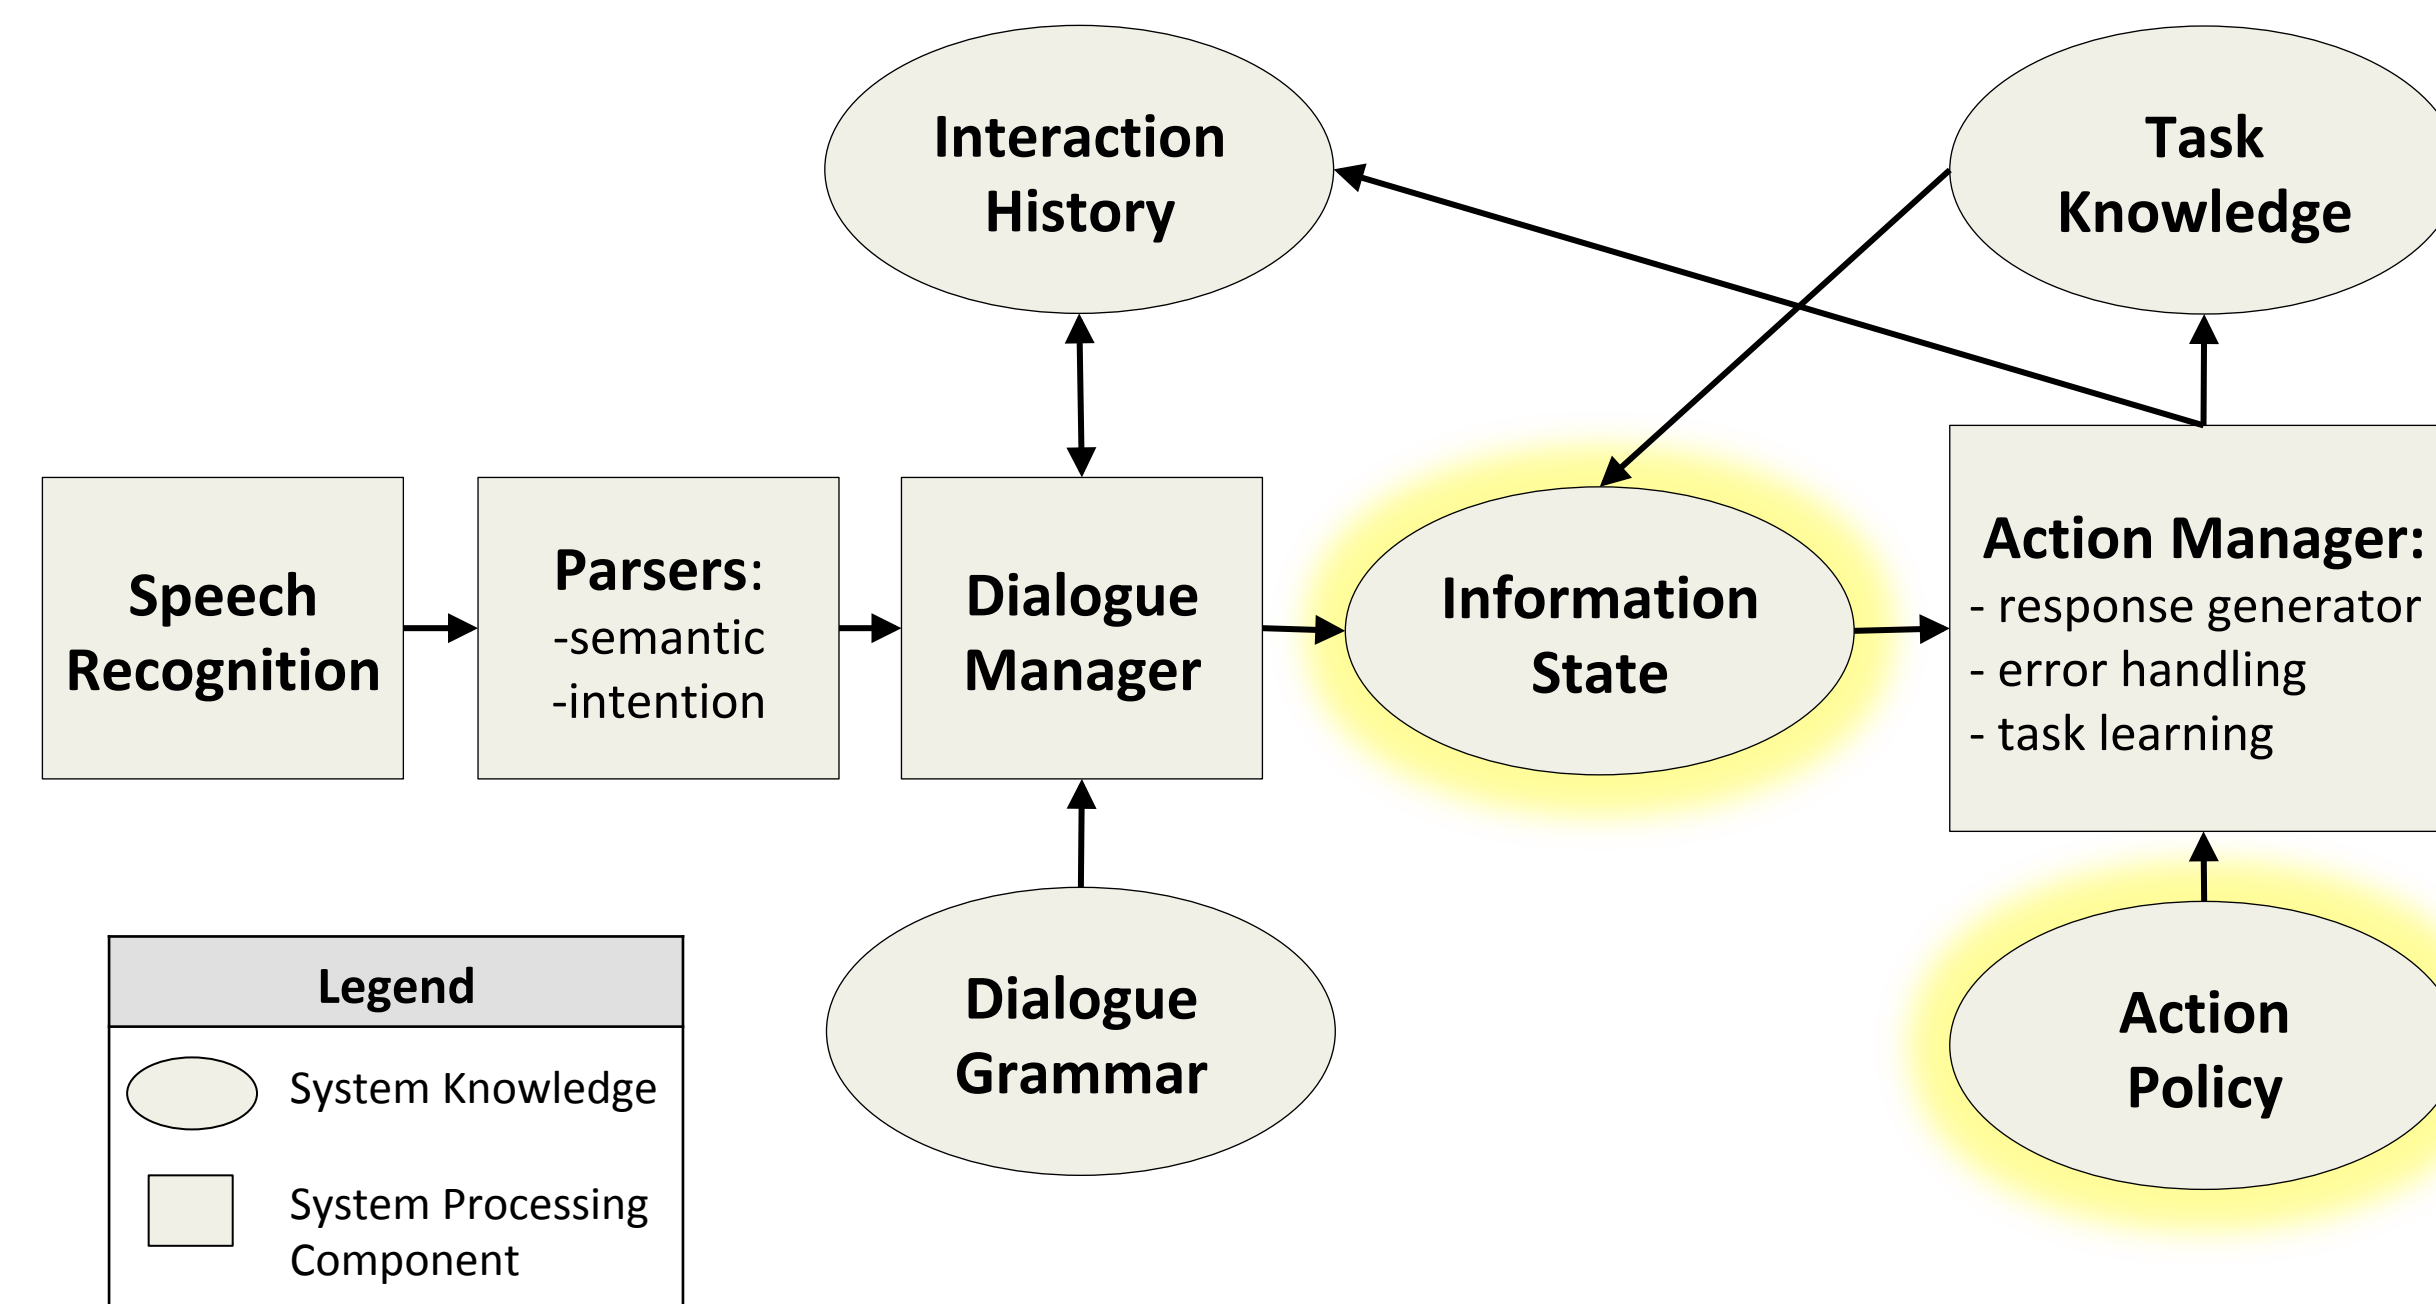 Interaction
History
Task
Knowledge
Speech
Recognition
Parsers:
-semantic
-intention
Dialogue
Manager
Information
State
Action Manager:
- response generator
- error handling
- task learning
Dialogue
Grammar
Action
Policy
Legend
System Knowledge
System Processing
Component